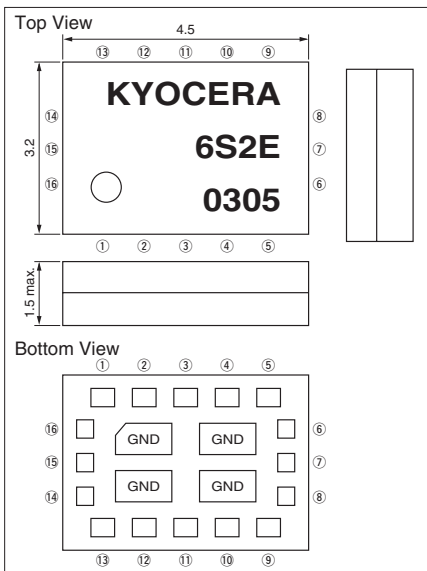 Top View
4.5
⑬ ⑫ ⑪ ⑩ ⑨
KYOCERA
⑭ ⑧
6S2E
3.2
⑮ ⑦
⑯ ⑥
0305
① ② ③ ④ ⑤
1.5 max.
Bottom View
① ② ③ ④ ⑤
⑯ GND GND ⑥
⑮ ⑦
⑭ GND GND ⑧
⑬ ⑫ ⑪ ⑩ ⑨